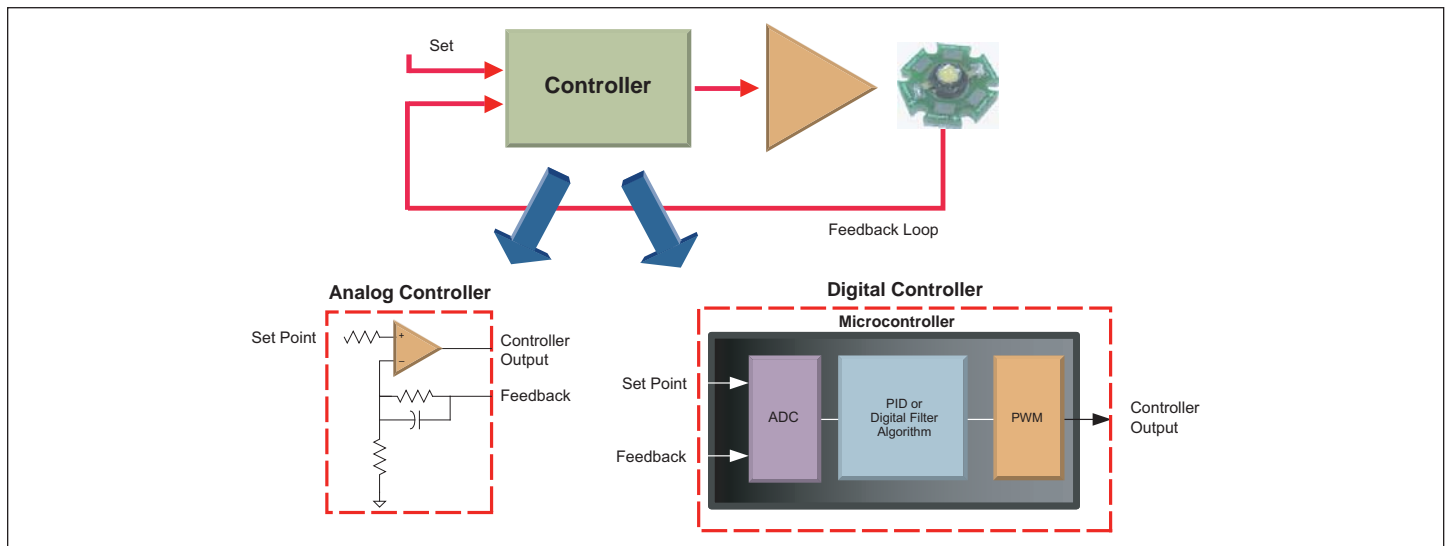 Set
Controller
Feedback Loop
Analog Controller
Set Point
+
–
Controller
Output
Feedback
Digital Controller
Microcontroller
Set Point
Feedback
ADC
PID or
Digital Filter
Algorithm
PWM
Controller
Output